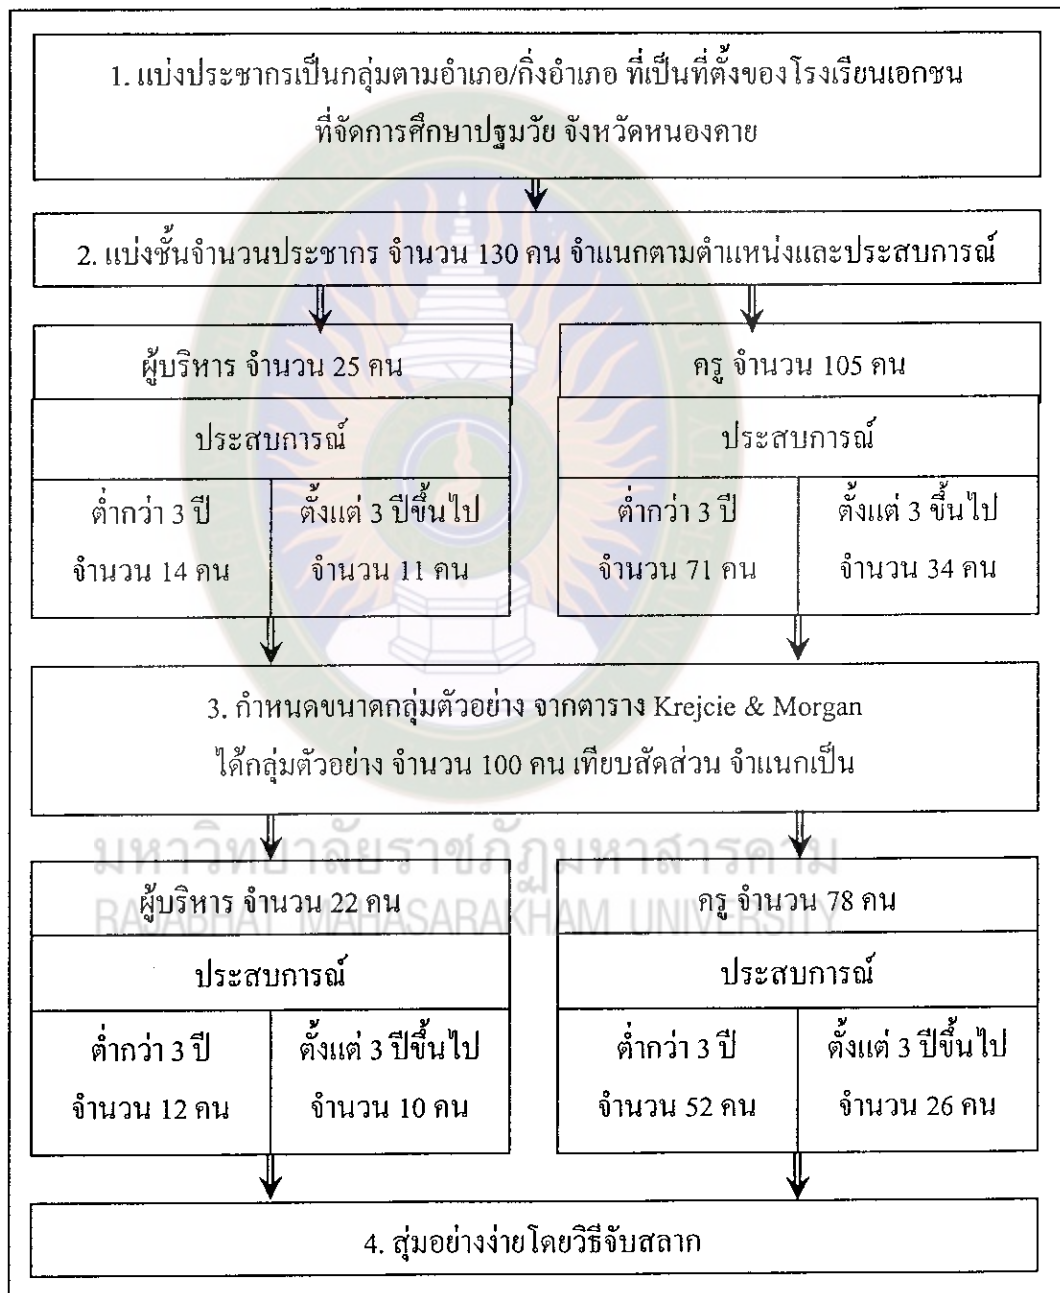 1. แบ่งประชากรเป็นกลุ่มตามอำเภอ/กิ่งอำเภอ ที่เป็นที่ตั้งของโรงเรียนเอกชน
ที่จัดการศึกษาปฐมวัย จังหวัดหนองคาย
2. แบ่งชั้นจำนวนประชากร จำนวน 130 คน จำแนกตามตำแหน่งและประสบการณ์
ผู้บริหาร จำนวน 25 คน
ครู จำนวน 105 คน
ประสบการณ์
ประสบการณ์
ต่ำกว่า 3 ปี
ตั้งแต่ 3 ปีขึ้นไป
ต่ำกว่า 3 ปี
ตั้งแต่ 3 ขึ้นไป
จำนวน 14 คน
จำนวน 11 คน
จำนวน 71 คน
จำนวน 34 คน
3. กำหนดขนาดกลุ่มตัวอย่าง จากตาราง Krejcie & Morgan
ได้กลุ่มตัวอย่าง จำนวน 100 คน เทียบสัดส่วน จำแนกเป็น
มหาวิทยาลัยราชภัฏมหาสารคาม
ผู้บริหาร จำนวน 22 คน
ครู จำนวน 78 คน
RAJABHAT MAHASARAKHAM UNIVERSITY
ประสบการณ์
ประสบการณ์
ต่ำกว่า 3 ปี
ตั้งแต่ 3 ปีขึ้นไป
ต่ำกว่า 3 ปี
ตั้งแต่ 3 ปีขึ้นไป
จำนวน 12 คน
จำนวน 10 คน
จำนวน 52 คน
จำนวน 26 คน
4. สุ่มอย่างง่ายโดยวิธีจับสลาก